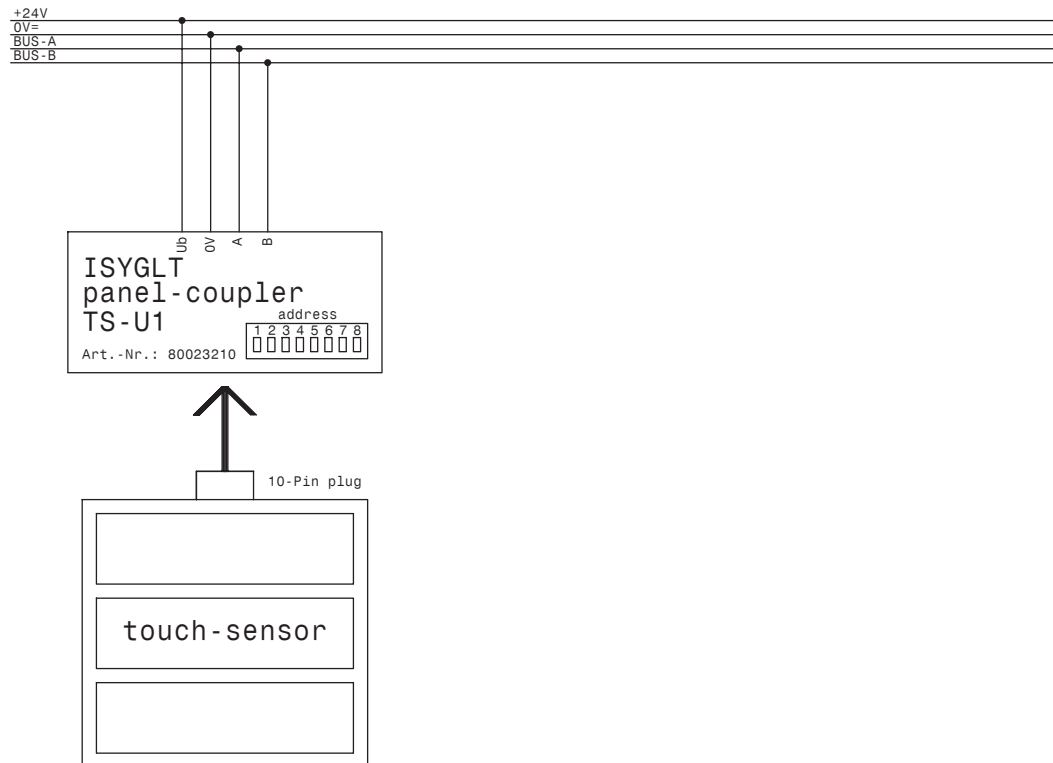 +24V
0V=
BUS-A
BUS-B
Ub 0V A B
ISYGLT
panel-coupler
TS-U1
address
1 2 3 4 5 6 7 8
Art.-Nr.: 80023210
10-Pin plug
touch-sensor